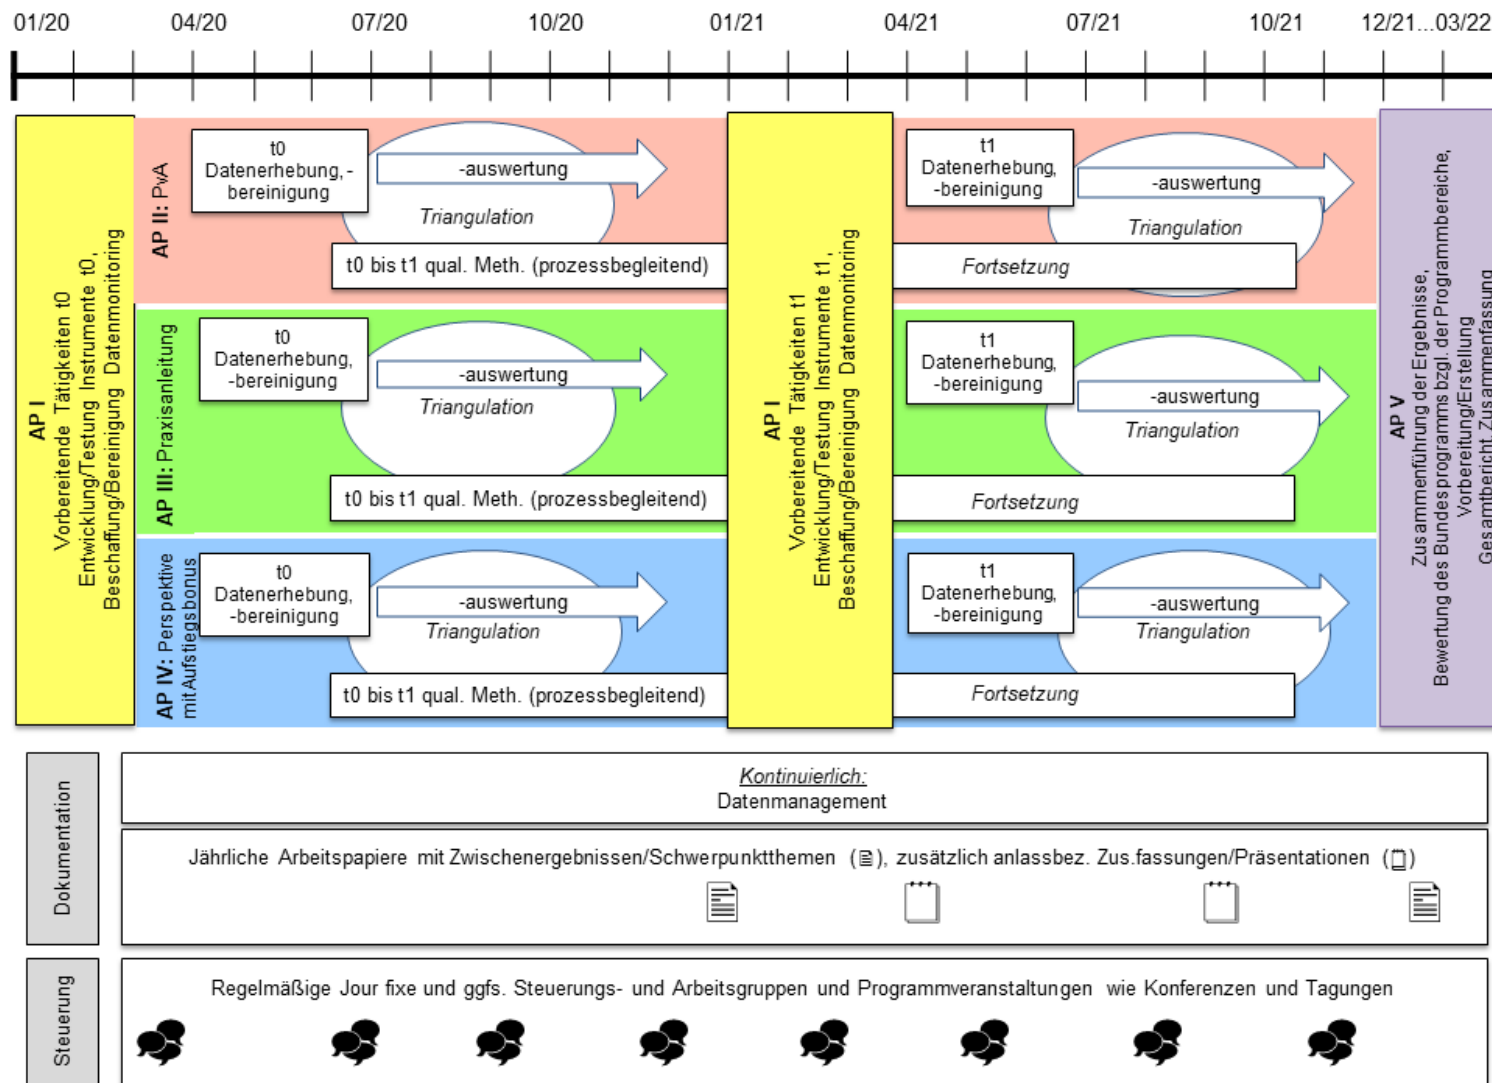 01/20 04/20 07/20 10/20 01/21 04/21 07/21 10/21 12/21...03/22
AP I
Vorbereitende Tätigkeiten t0
Entwicklung/Testung Instrumente t0,
Beschaffung/Bereinigung Datenmonitoring
AP II: PvA
t0
Datenerhebung, -
bereinigung
-auswertung
Triangulation
t0 bis t1 qual. Meth. (prozessbegleitend)
AP III: Praxisanleitung
t0
Datenerhebung,
-bereinigung
-auswertung
Triangulation
t0 bis t1 qual. Meth. (prozessbegleitend)
AP IV: Perspektive
mit Aufstiegsbonus
t0
Datenerhebung,
-bereinigung
-auswertung
Triangulation
t0 bis t1 qual. Meth. (prozessbegleitend)
AP I
Vorbereitende Tätigkeiten t1
Entwicklung/Testung Instrumente t1,
Beschaffung/Bereinigung Datenmonitoring
t1
Datenerhebung,
-bereinigung
-auswertung
Triangulation
Fortsetzung
t1
Datenerhebung,
-bereinigung
-auswertung
Triangulation
Fortsetzung
t1
Datenerhebung,
-bereinigung
-auswertung
Triangulation
Fortsetzung
AP V
Zusammenführung der Ergebnisse,
Bewertung des Bundesprogramms bzgl. der Programmbereiche,
Vorbereitung/Erstellung
Gesamtbericht, Zusammenfassung
Dokumentation
Kontinuierlich:
Datenmanagement
Jährliche Arbeitspapiere mit Zwischenergebnissen/Schwerpunktthemen (), zusätzlich anlassbez. Zus.fassungen/Präsentationen ()
Steuerung
Regelmäßige Jour fixe und ggfs. Steuerungs- und Arbeitsgruppen und Programmveranstaltungen wie Konferenzen und Tagungen